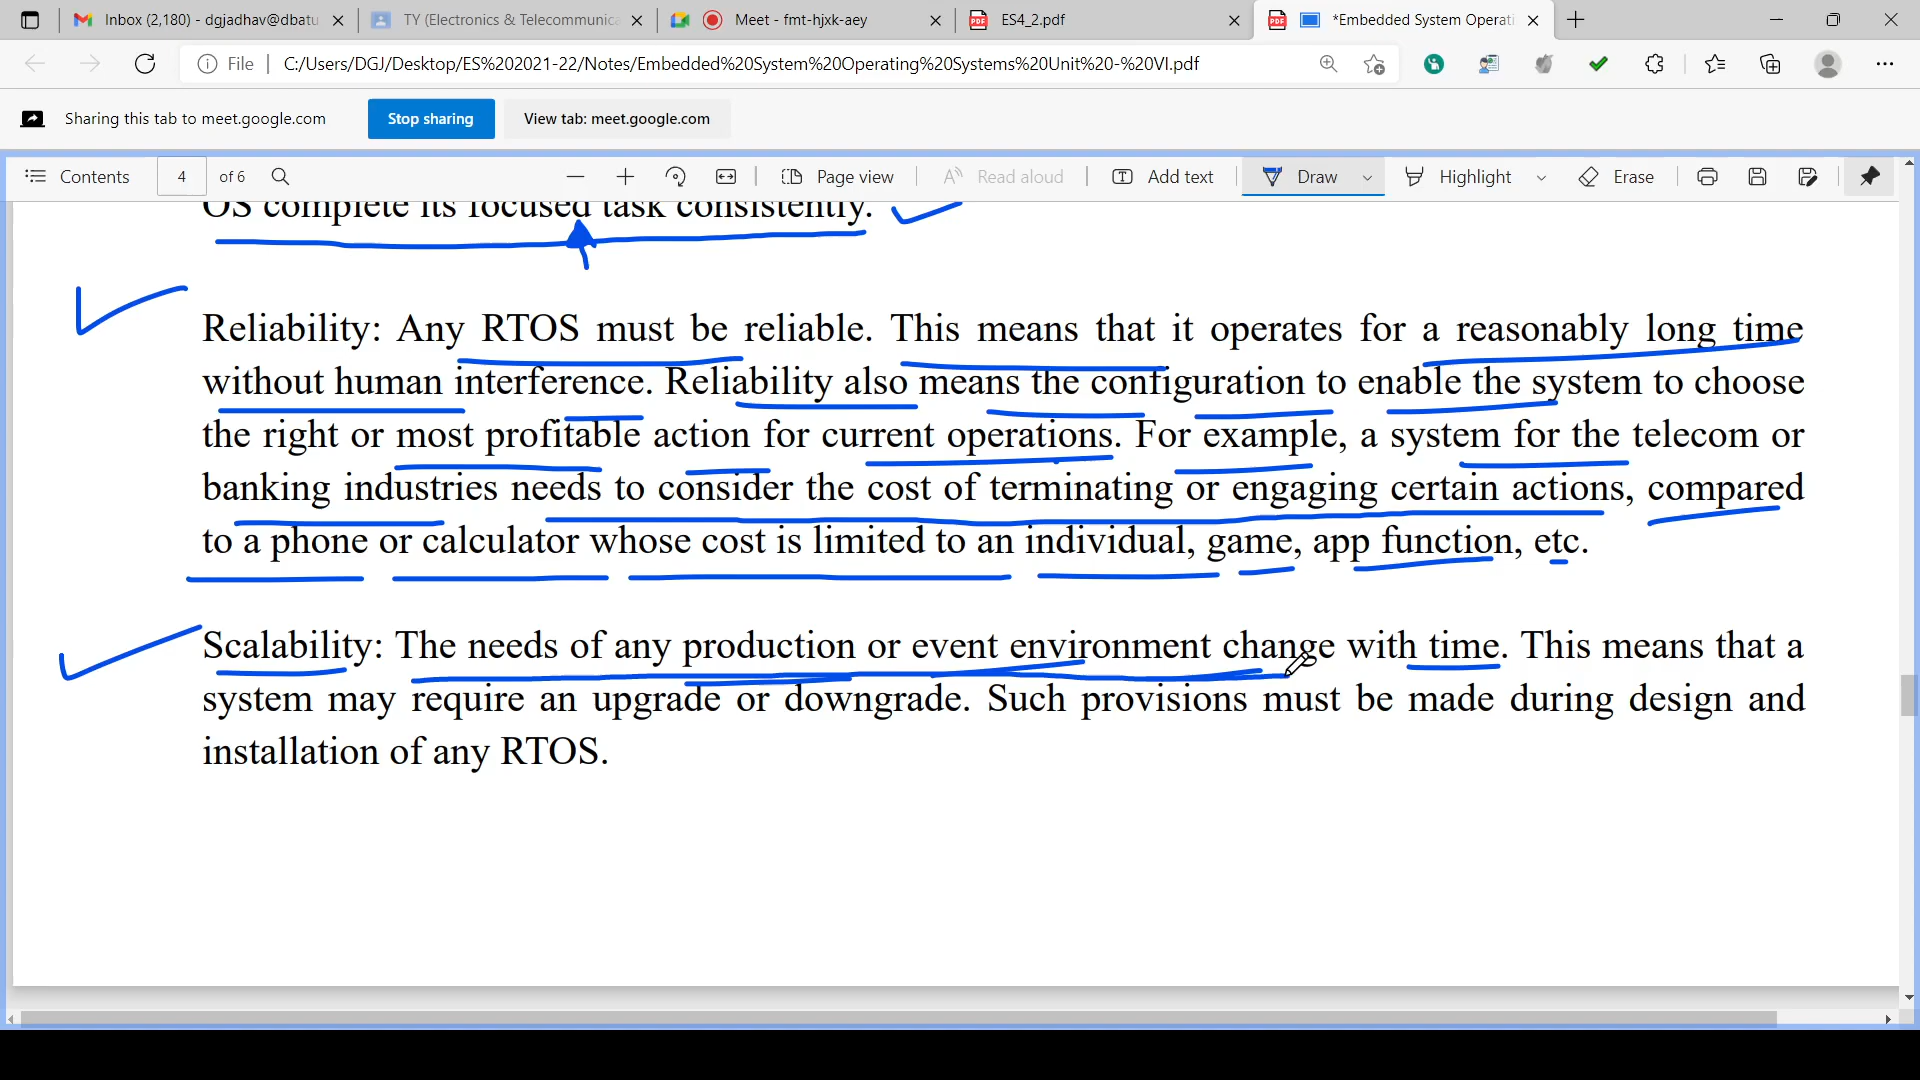 Inbox (2,180) - dgjadhav@dbatu
TY (Electronics & Telecommunica
Meet - fmt-hjxk-aey
ES4_2.pdf
*Embedded System Operati
File
C:/Users/DGJ/Desktop/ES%202021-22/Notes/Embedded%20System%20Operating%20Systems%20Unit%20-%20VI.pdf
Sharing this tab to meet.google.com
Stop sharing
View tab: meet.google.com
Contents
4
of 6
Page view
Read aloud
Add text
Draw
Highlight
Erase
OS complete its focused task consistently.
Reliability: Any RTOS must be reliable. This means that it operates for a reasonably long time
without human interference. Reliability also means the configuration to enable the system to choose
the right or most profitable action for current operations. For example, a system for the telecom or
banking industries needs to consider the cost of terminating or engaging certain actions, compared
to a phone or calculator whose cost is limited to an individual, game, app function, etc.
Scalability: The needs of any production or event environment change with time. This means that a
system may require an upgrade or downgrade. Such provisions must be made during design and
installation of any RTOS.